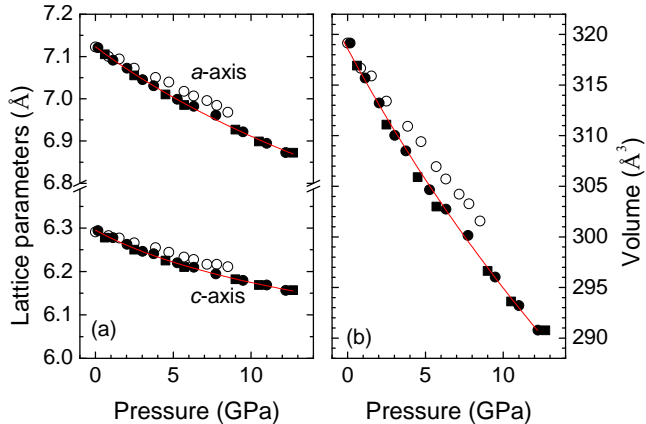 7.2
7.1
7.0
6.9
6.8
6.3
6.2
6.1
6.0
Lattice parameters (Å)
a-axis
c-axis
(a)
0 5 10
Pressure (GPa)
(b)
0 5 10
Pressure (GPa)
320
315
310
305
300
295
290
Volume (Å³)